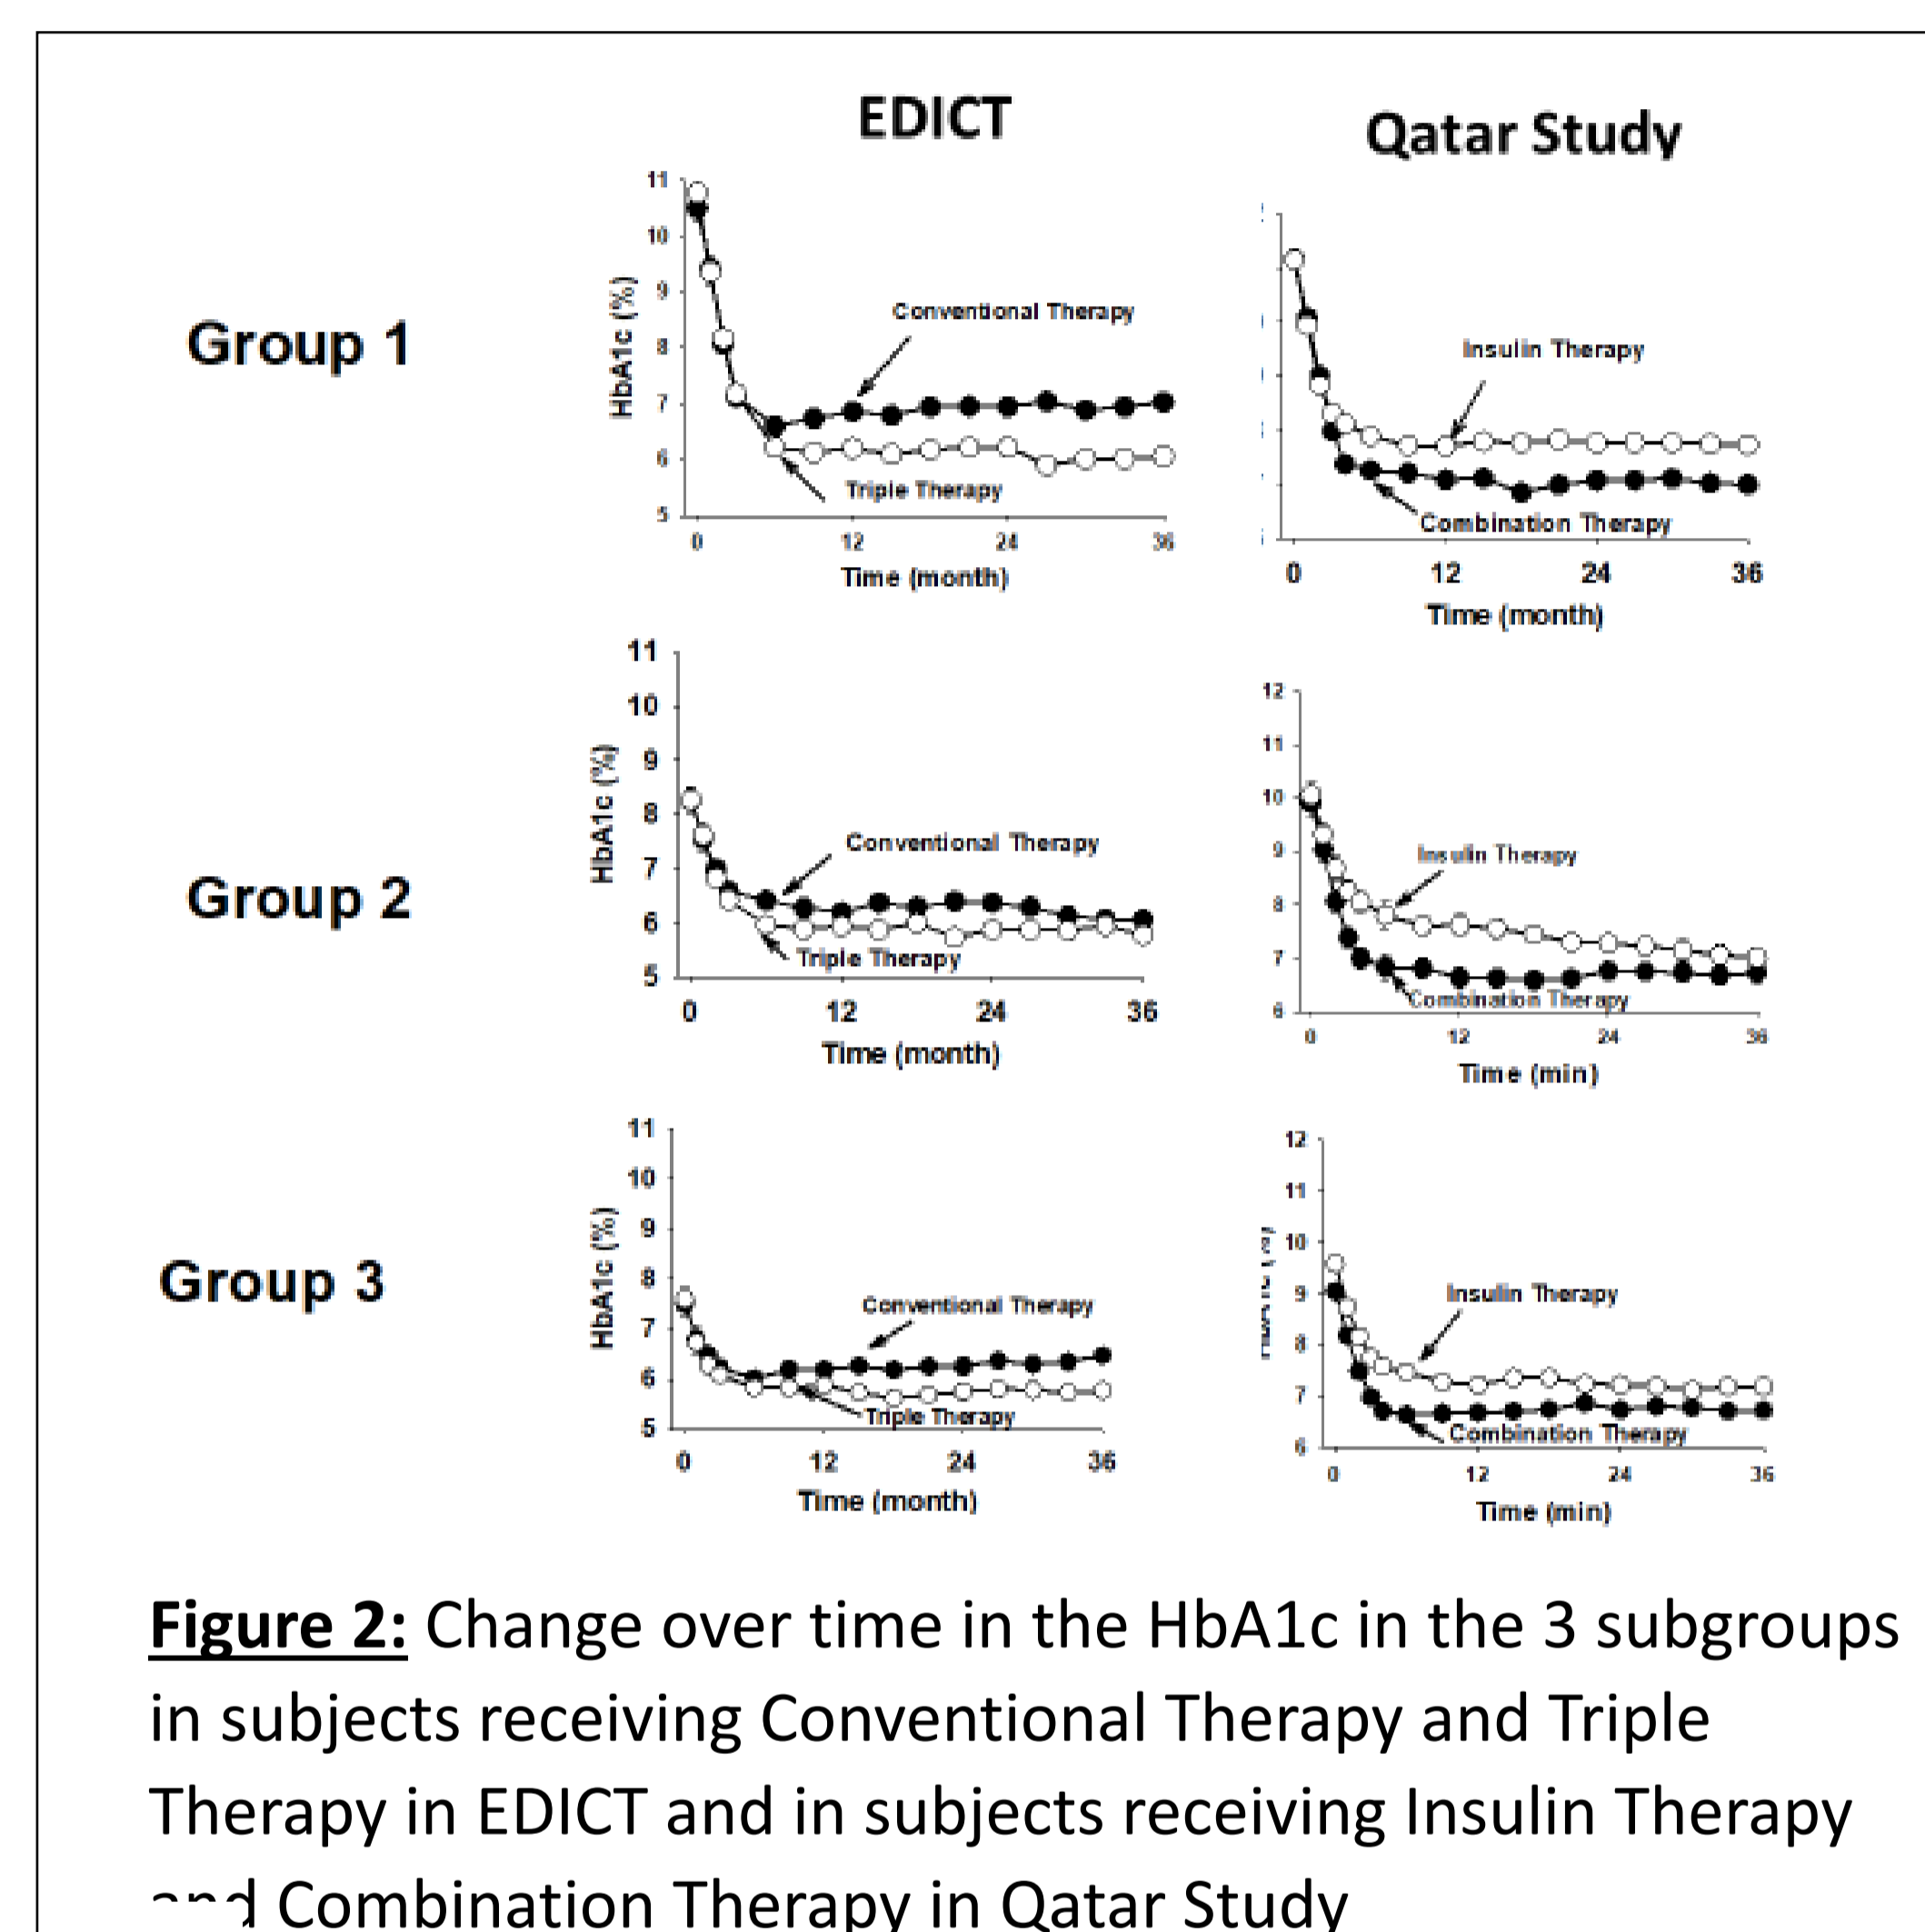 EDICT
Qatar Study
Group 1
11
10
9
8
7
6
5
HbA1c (%)
Conventional Therapy
Triple Therapy
0 12 24 36
Time (month)
Insulin Therapy
Combination Therapy
0 12 24 36
Time (month)
Group 2
11
10
9
8
7
6
5
HbA1c (%)
Conventional Therapy
Triple Therapy
0 12 24 36
Time (month)
12
11
10
9
8
7
6
Insulin Therapy
Combination Therapy
0 12 24 36
Time (min)
Group 3
11
10
9
8
7
6
5
HbA1c (%)
Conventional Therapy
Triple Therapy
0 12 24 36
Time (month)
12
11
10
9
8
7
6
Insulin Therapy
Combination Therapy
0 12 24 36
Time (min)
Figure 2: Change over time in the HbA1c in the 3 subgroups
in subjects receiving Conventional Therapy and Triple
Therapy in EDICT and in subjects receiving Insulin Therapy
Combination Therapy in Qatar Study